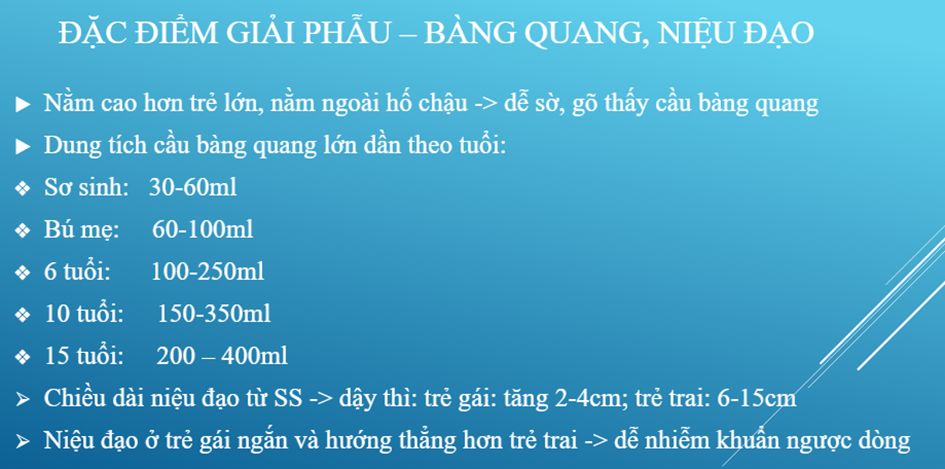 ĐẶC ĐIỂM GIẢI PHẪU – BÀNG QUANG, NIỆU ĐẠO
Nằm cao hơn trẻ lớn, nằm ngoài hố chậu -> dễ sờ, gõ thấy cầu bàng quang
Dung tích cầu bàng quang lớn dần theo tuổi:
Sơ sinh: 30-60ml
Bú mẹ: 60-100ml
6 tuổi: 100-250ml
10 tuổi: 150-350ml
15 tuổi: 200 – 400ml
Chiều dài niệu đạo từ SS -> dậy thì: trẻ gái: tăng 2-4cm; trẻ trai: 6-15cm
Niệu đạo ở trẻ gái ngắn và hướng thẳng hơn trẻ trai -> dễ nhiễm khuẩn ngược dòng